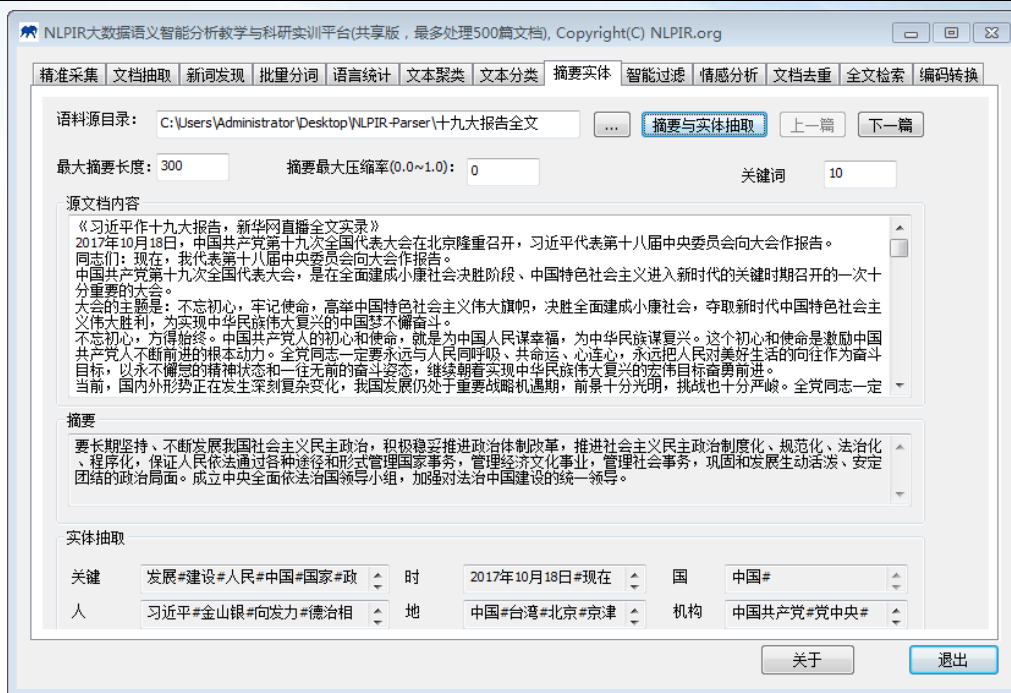 NLPIR大数据语义智能分析教学与科研实训平台(共享版，最多处理500篇文档), Copyright(C) NLPIR.org
精准采集 文档抽取 新词发现 批量分词 语言统计 文本聚类 文本分类 摘要实体 智能过滤 情感分析 文档去重 全文检索 编码转换
语料源目录： C:\Users\Administrator\Desktop\NLPIR-Parser\十九大报告全文 ... 摘要与实体抽取 上一篇 下一篇
最大摘要长度： 300 摘要最大压缩率(0.0~1.0)： 0 关键词 10
源文档内容
《习近平作十九大报告，新华网直播全文实录》
2017年10月18日，中国共产党第十九次全国代表大会在北京隆重召开，习近平代表第十八届中央委员会向大会作报告。
同志们：现在，我代表第十八届中央委员会向大会作报告。
中国共产党第十九次全国代表大会，是在全面建成小康社会决胜阶段、中国特色社会主义进入新时代的关键时期召开的一次十
分重要的大会。
大会的主题是：不忘初心，牢记使命，高举中国特色社会主义伟大旗帜，决胜全面建成小康社会，夺取新时代中国特色社会主
义伟大胜利，为实现中华民族伟大复兴的中国梦不懈奋斗。
不忘初心，方得始终。中国共产党人的初心和使命，就是为中国人民谋幸福，为中华民族谋复兴。这个初心和使命是激励中国
共产党人不断前进的根本动力。全党同志一定要永远与人民同呼吸、共命运、心连心，永远把人民对美好生活的向往作为奋斗
目标，以永不懈怠的精神状态和一往无前的奋斗姿态，继续朝着实现中华民族伟大复兴的宏伟目标奋勇前进。
当前，国内外形势正在发生深刻复杂变化，我国发展仍处于重要战略机遇期，前景十分光明，挑战也十分严峻。全党同志一定
摘要
要长期坚持、不断发展我国社会主义民主政治，积极稳妥推进政治体制改革，推进社会主义民主政治制度化、规范化、法治化
、程序化，保证人民依法通过各种途径和形式管理国家事务，管理经济文化事业，管理社会事务，巩固和发展生动活泼、安定
团结的政治局面。成立中央全面依法治国领导小组，加强对法治中国建设的统一领导。
实体抽取
关键 发展#建设#人民#中国#国家#政 时 2017年10月18日#现在 国 中国#
人 习近平#金山银#向发力#德治相 地 中国#台湾#北京#京津 机构 中国共产党#党中央#
关于 退出